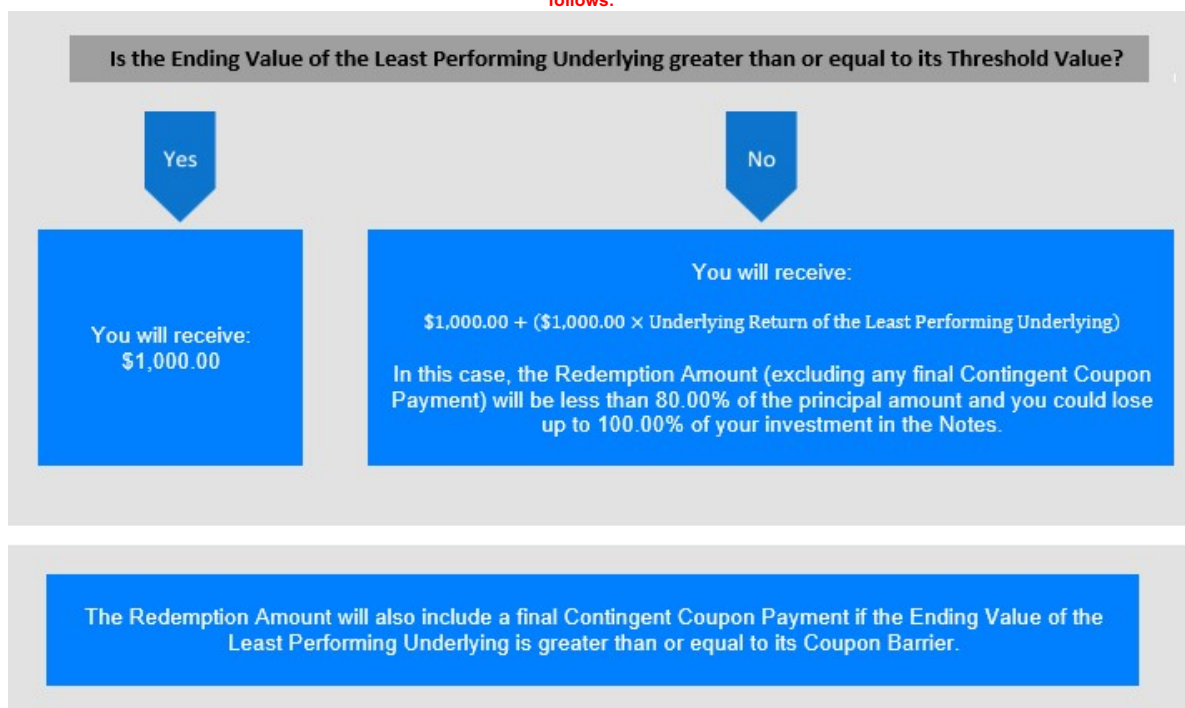 follows:
Is the Ending Value of the Least Performing Underlying greater than or equal to its Threshold Value?
Yes
No
You will receive:
$1,000.00
You will receive:
$1,000.00 + ($1,000.00 × Underlying Return of the Least Performing Underlying)
In this case, the Redemption Amount (excluding any final Contingent Coupon
Payment) will be less than 80.00% of the principal amount and you could lose
up to 100.00% of your investment in the Notes.
The Redemption Amount will also include a final Contingent Coupon Payment if the Ending Value of the
Least Performing Underlying is greater than or equal to its Coupon Barrier.